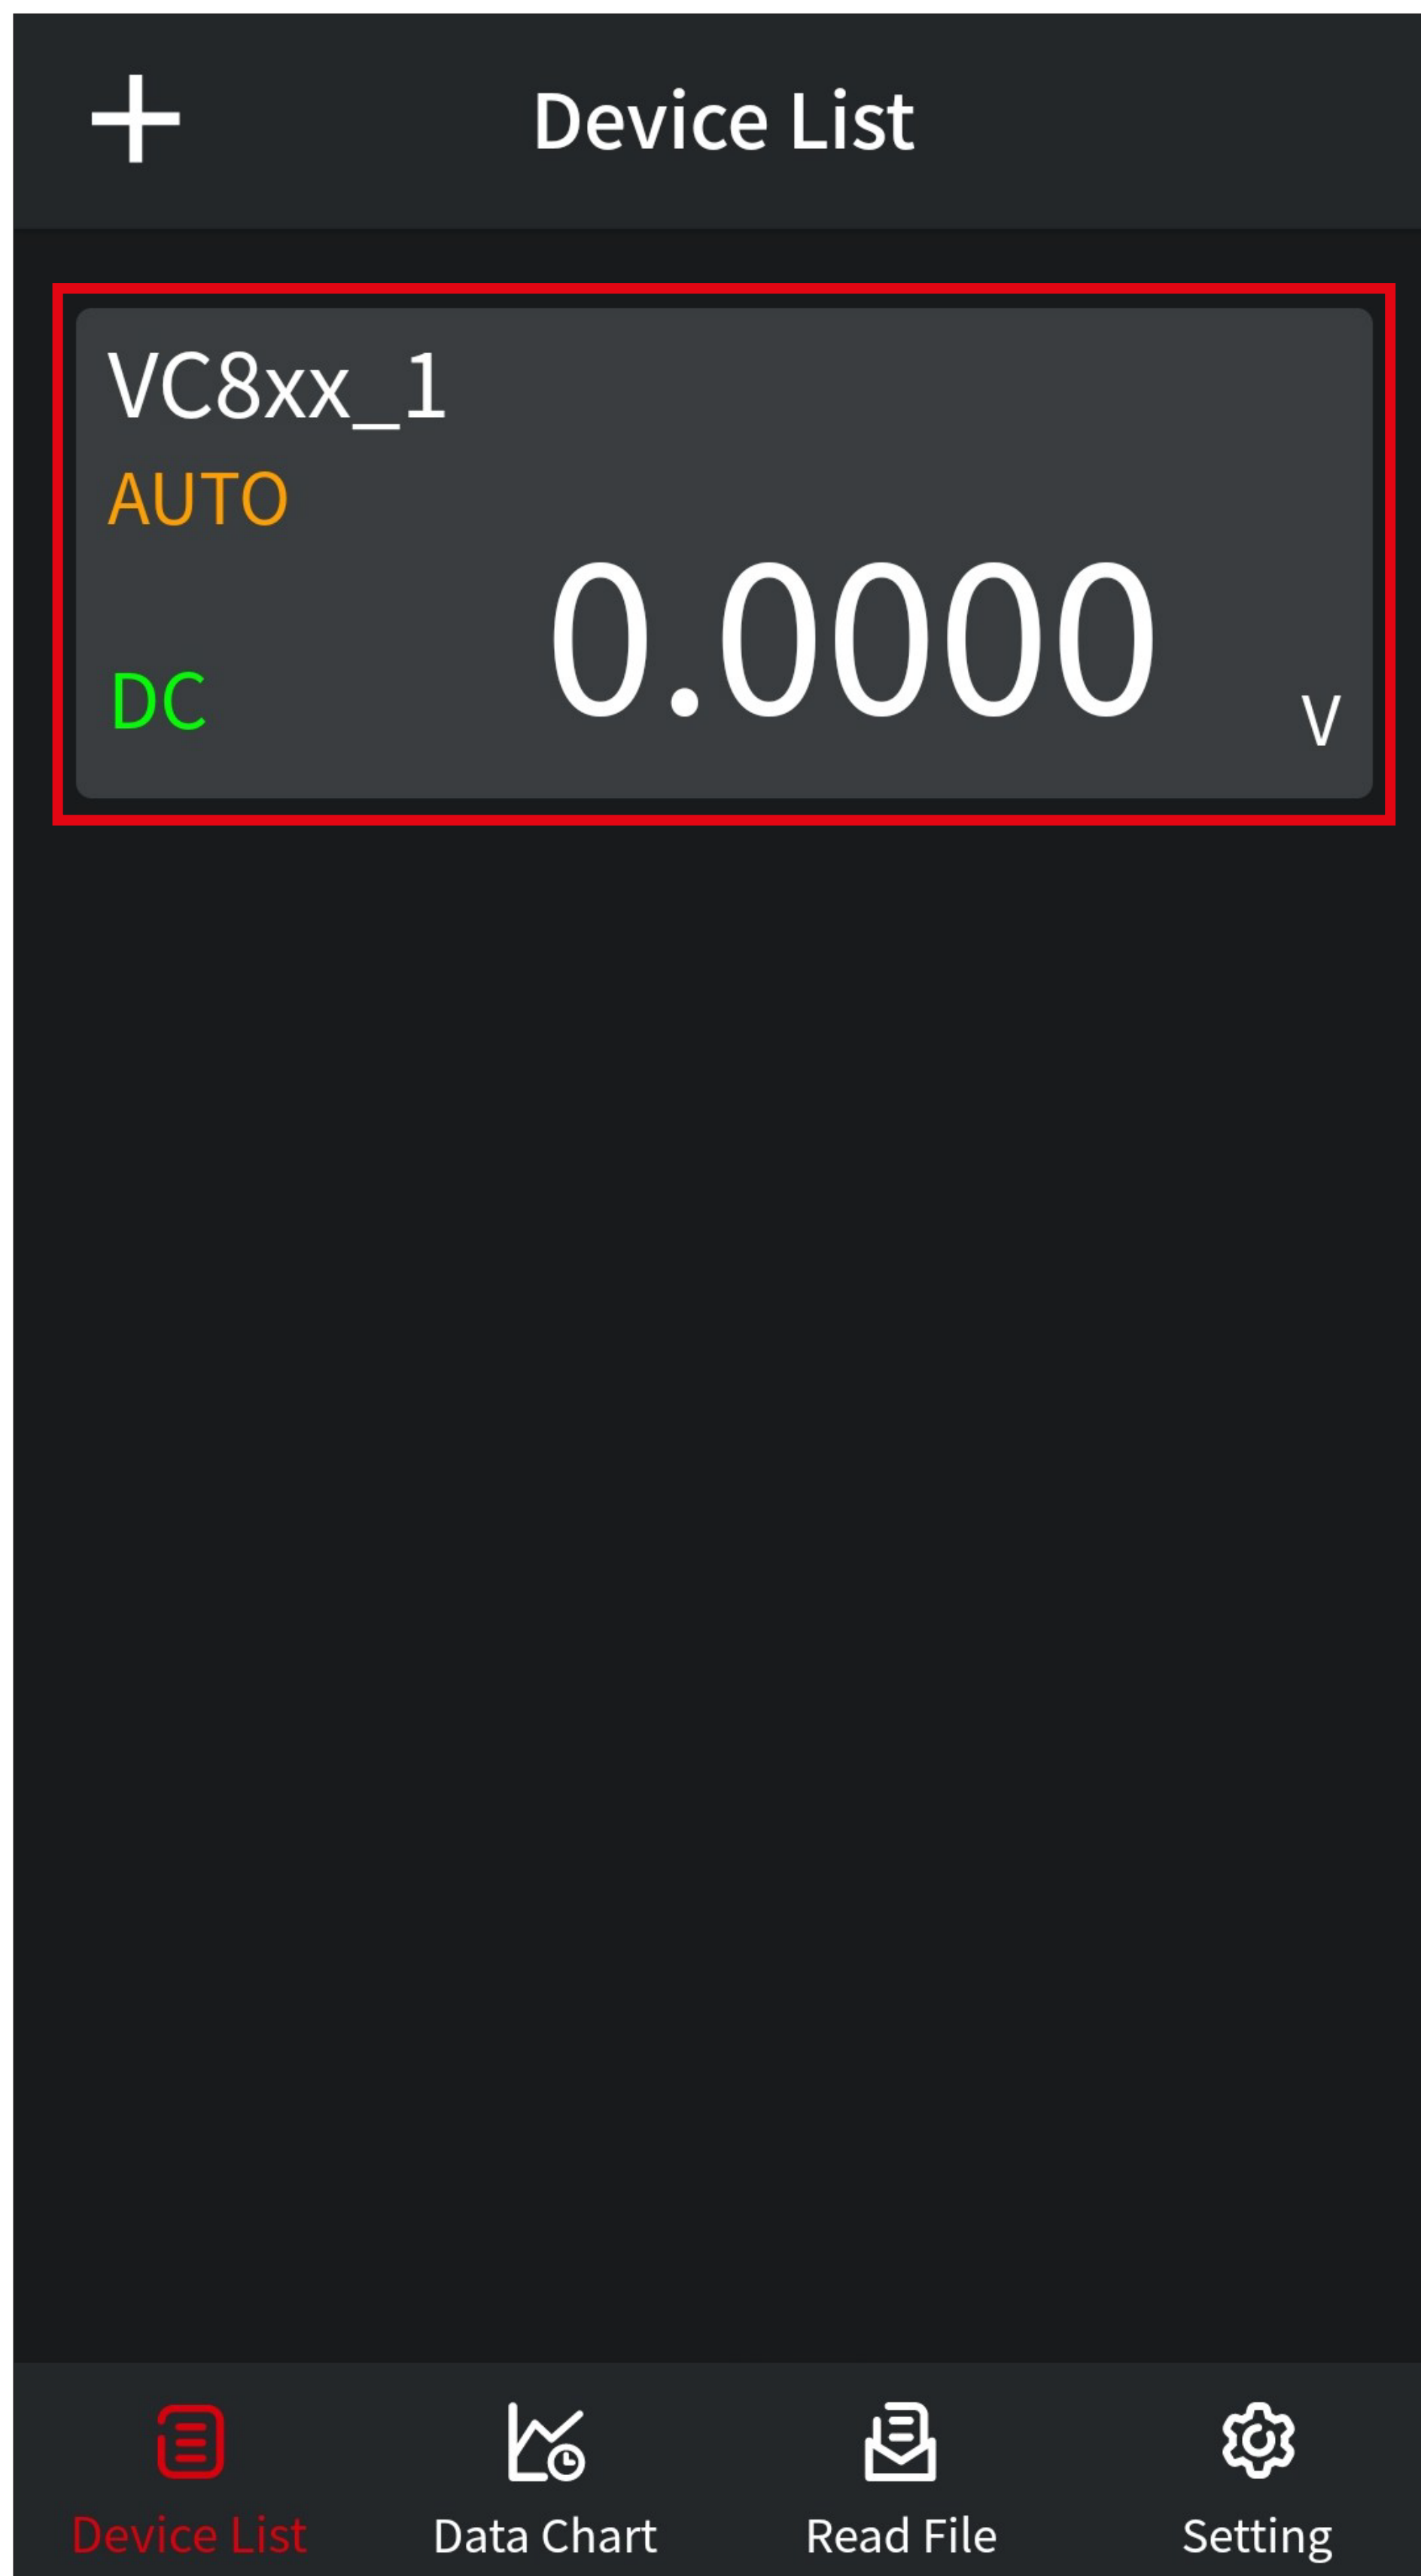 Device List
VC8xx_1
AUTO
DC
0.0000
V
Device List
Data Chart
Read File
Setting